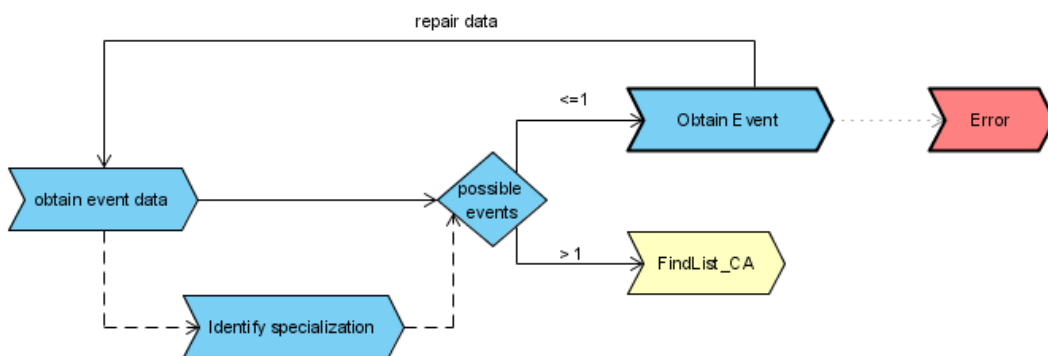 repair data
<=1
Obtain Event
Error
obtain event data
possible
events
> 1
FindList_CA
Identify specialization